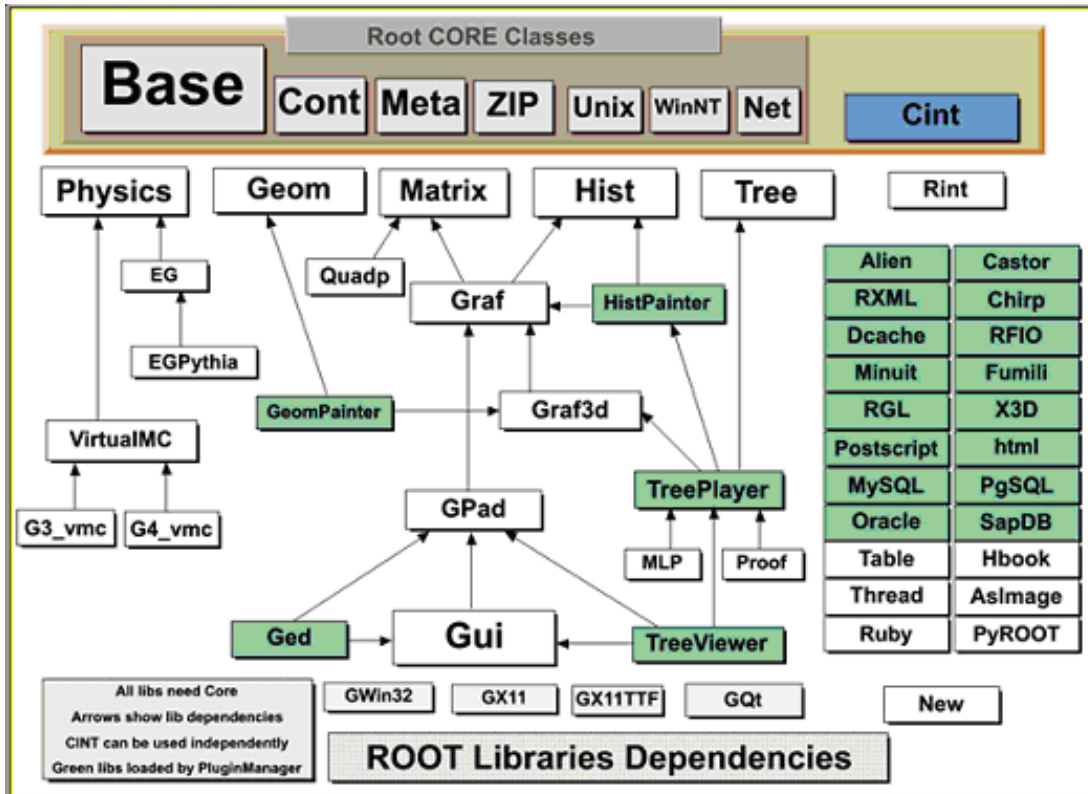 Root CORE Classes
Base
Cont
Meta
ZIP
Unix
WinNT
Net
Cint
Physics
Geom
Matrix
Hist
Tree
Rint
EG
Quadp
Graf
HistPainter
EGPythia
GeomPainter
Graf3d
VirtualMC
TreePlayer
GPad
G3_vmc
G4_vmc
MLP
Proof
Ged
Gui
TreeViewer
Alien
Castor
RXML
Chirp
Dcache
RFIO
Minuit
Fumili
RGL
X3D
Postscript
html
MySQL
PgSQL
Oracle
SapDB
Table
Hbook
Thread
AsImage
Ruby
PyROOT
All libs need Core
Arrows show lib dependencies
CINT can be used independently
Green libs loaded by PluginManager
GWin32
GX11
GX11TTF
GQt
New
ROOT Libraries Dependencies